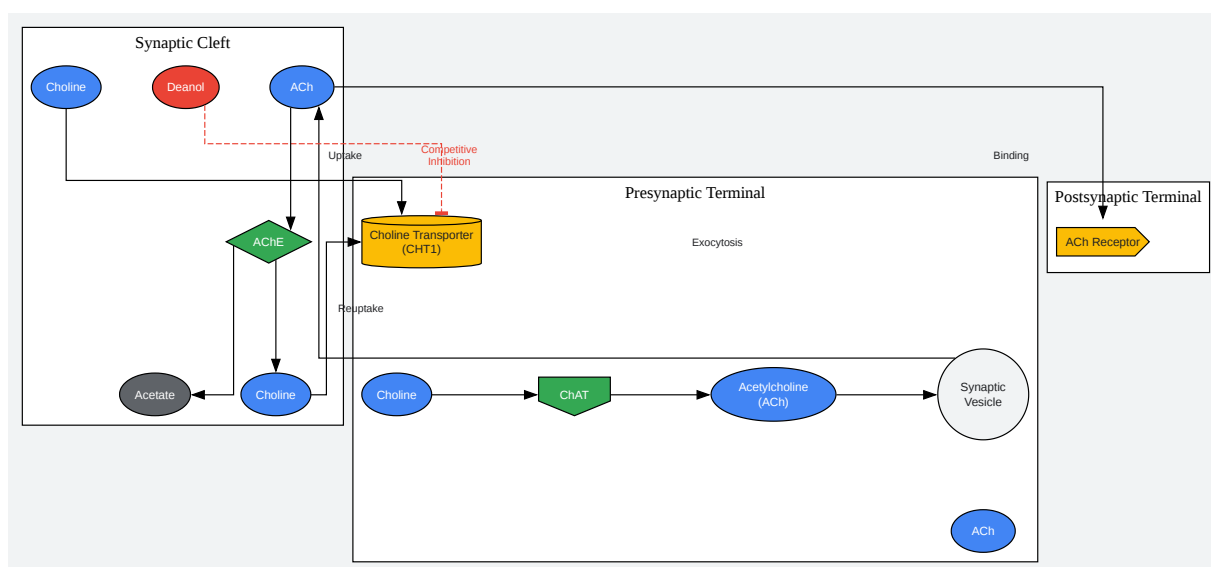 Synaptic Cleft
Choline
Deanol
ACh
Uptake
Competitive
Inhibition
Binding
Presynaptic Terminal
Postsynaptic Terminal
AChE
Choline Transporter
(CHT1)
Exocytosis
ACh Receptor
Reuptake
Acetate
Choline
Choline
ChAT
Acetylcholine
(ACh)
Synaptic
Vesicle
ACh